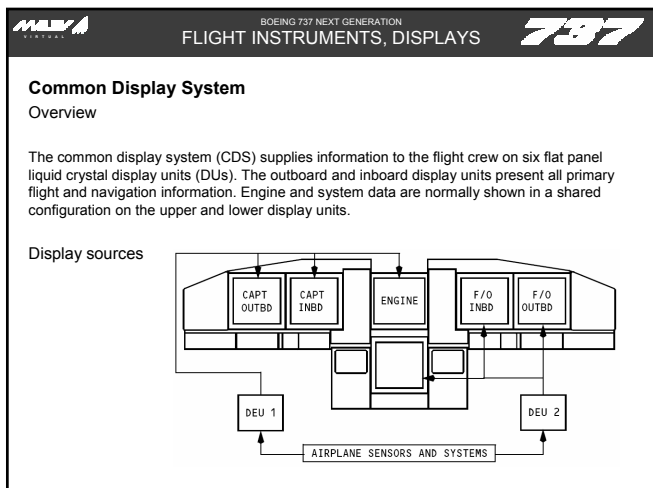 VIRTUAL
BOEING 737 NEXT GENERATION
FLIGHT INSTRUMENTS, DISPLAYS
737
Common Display System
Overview
The common display system (CDS) supplies information to the flight crew on six flat panel
liquid crystal display units (DUs). The outboard and inboard display units present all primary
flight and navigation information. Engine and system data are normally shown in a shared
configuration on the upper and lower display units.
Display sources
CAPT
OUTBD
CAPT
INBD
ENGINE
F/O
INBD
F/O
OUTBD
DEU 1
DEU 2
AIRPLANE SENSORS AND SYSTEMS